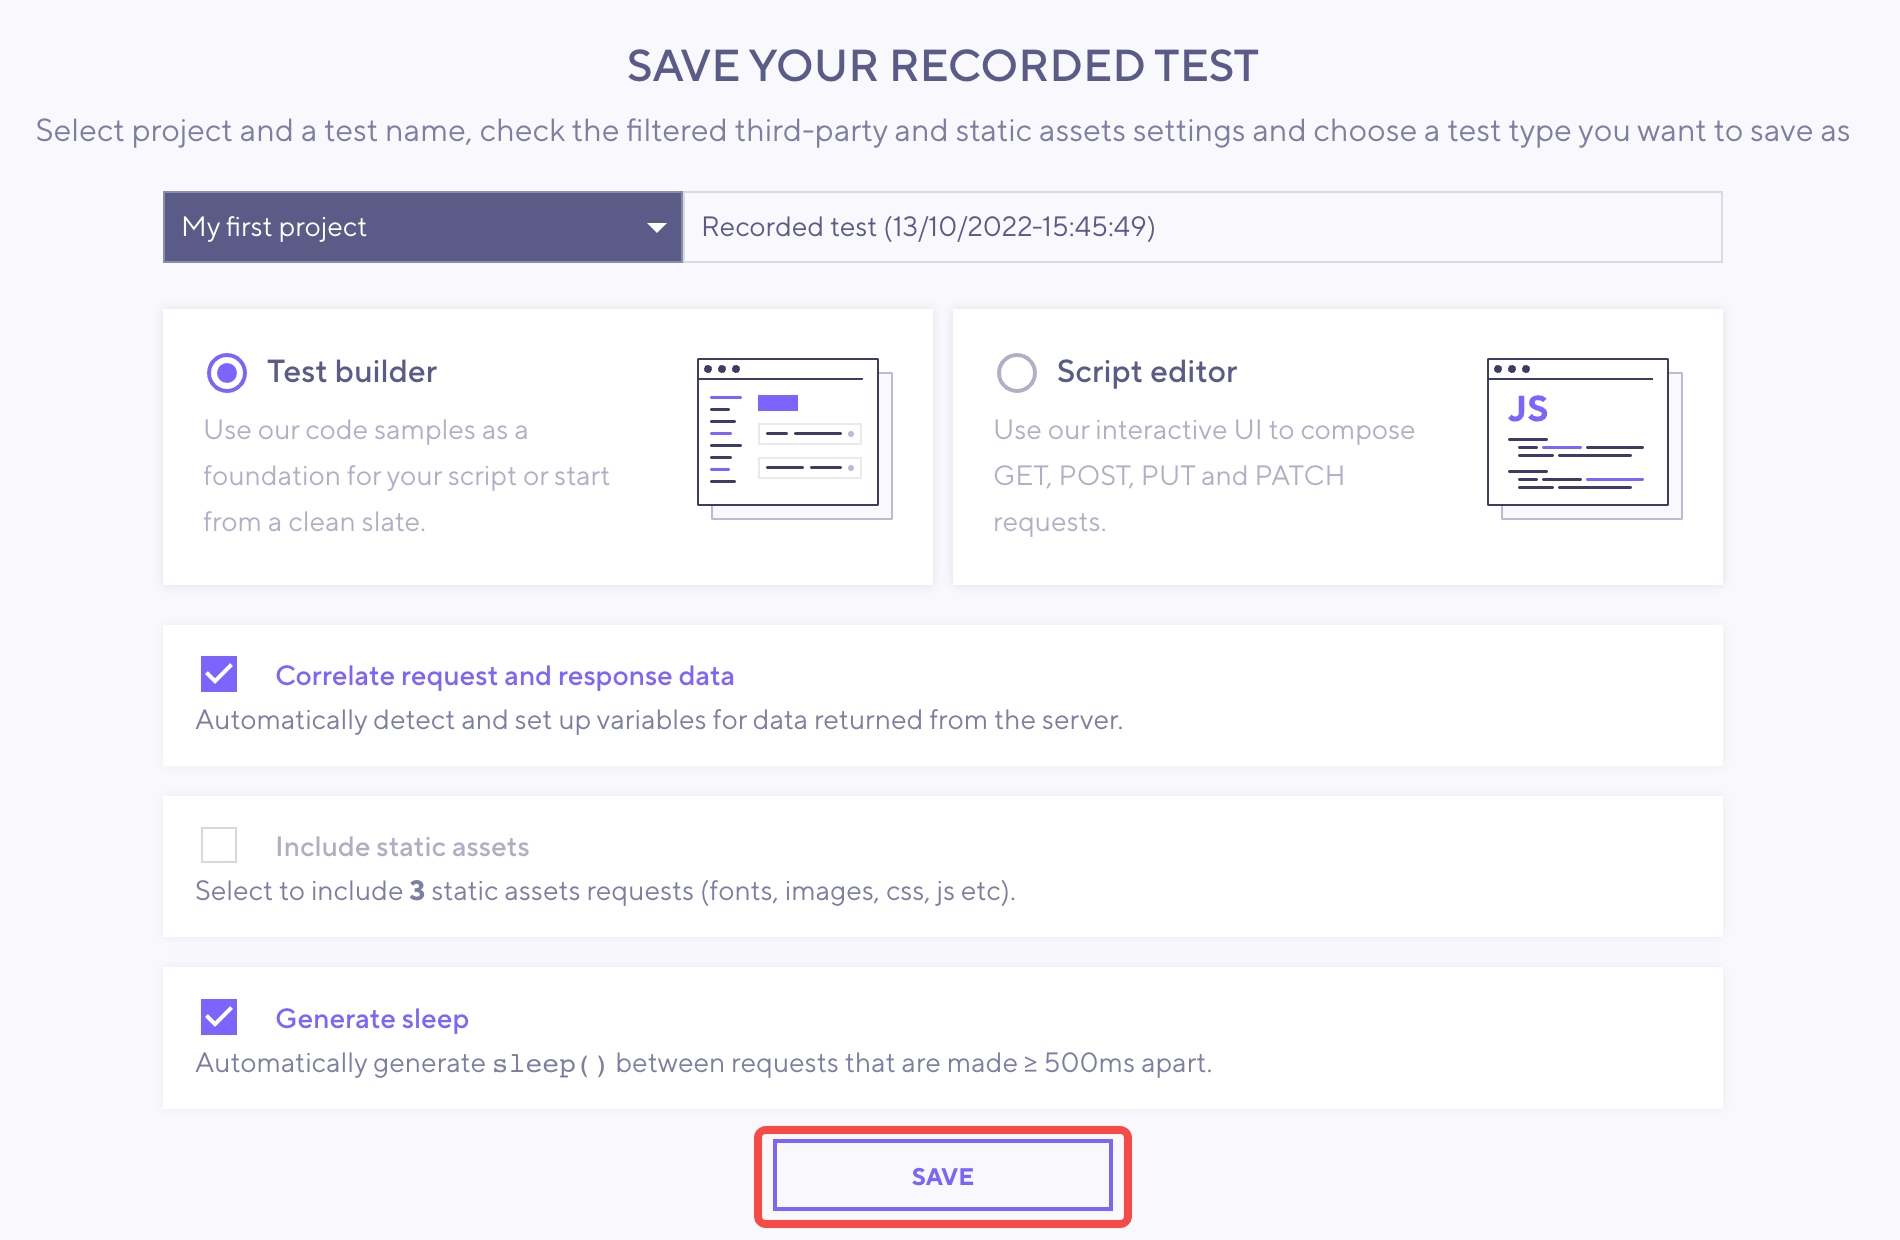 SAVE YOUR RECORDED TEST
Select project and a test name, check the filtered third-party and static assets settings and choose a test type you want to save as
My first project
Recorded test (13/10/2022-15:45:49)
Test builder
Use our code samples as a
foundation for your script or start
from a clean slate.
Script editor
Use our interactive UI to compose
GET, POST, PUT and PATCH
requests.
JS
Correlate request and response data
Automatically detect and set up variables for data returned from the server.
Include static assets
Select to include 3 static assets requests (fonts, images, css, js etc).
Generate sleep
Automatically generate sleep() between requests that are made ≥ 500ms apart.
SAVE